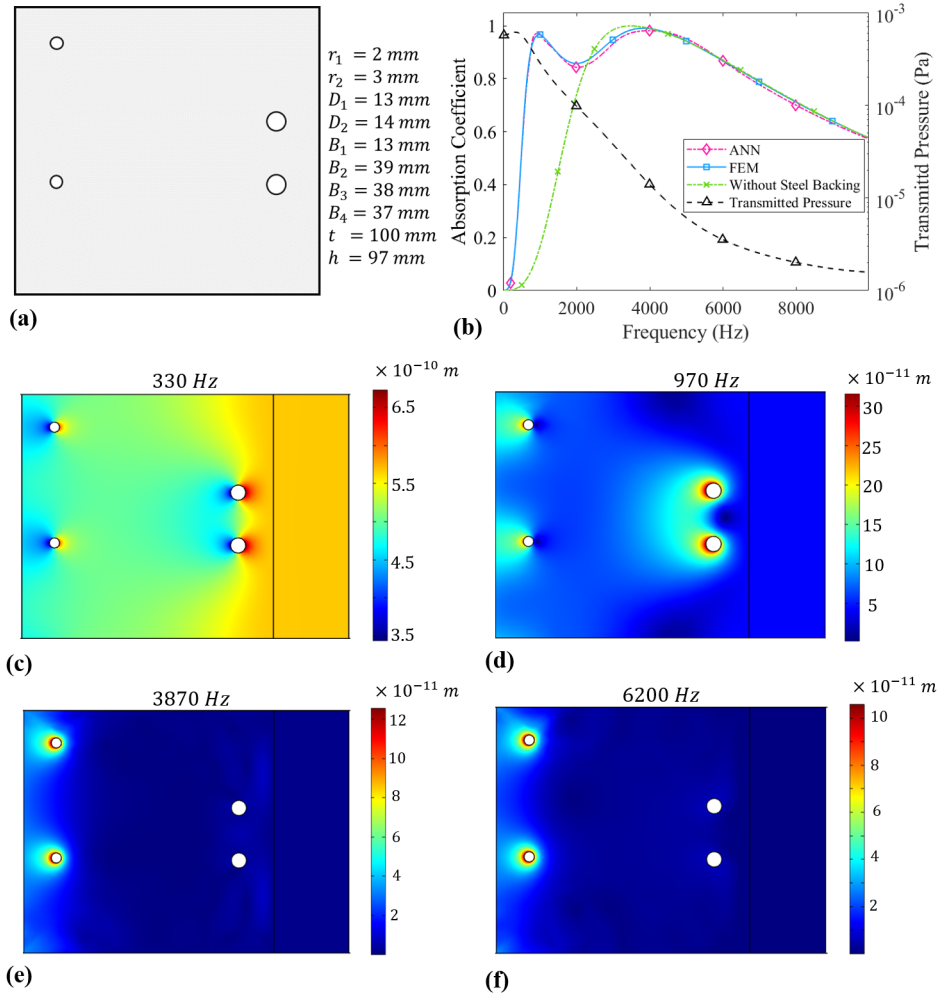 r₁ = 2 mm
r₂ = 3 mm
D₁ = 13 mm
D₂ = 14 mm
B₁ = 13 mm
B₂ = 39 mm
B₃ = 38 mm
B₄ = 37 mm
t = 100 mm
h = 97 mm
(a)
Absorption Coefficient
1
0.8
0.6
0.4
0.2
0
0 2000 4000 6000 8000
Frequency (Hz)
10⁻³
10⁻⁴
10⁻⁵
10⁻⁶
Transmittd Pressure (Pa)
ANN
FEM
Without Steel Backing
Transmitted Pressure
(b)
330 Hz
× 10⁻¹⁰ m
6.5
5.5
4.5
3.5
(c)
970 Hz
× 10⁻¹¹ m
30
25
20
15
10
5
(d)
3870 Hz
× 10⁻¹¹ m
12
10
8
6
4
2
(e)
6200 Hz
× 10⁻¹¹ m
10
8
6
4
2
(f)